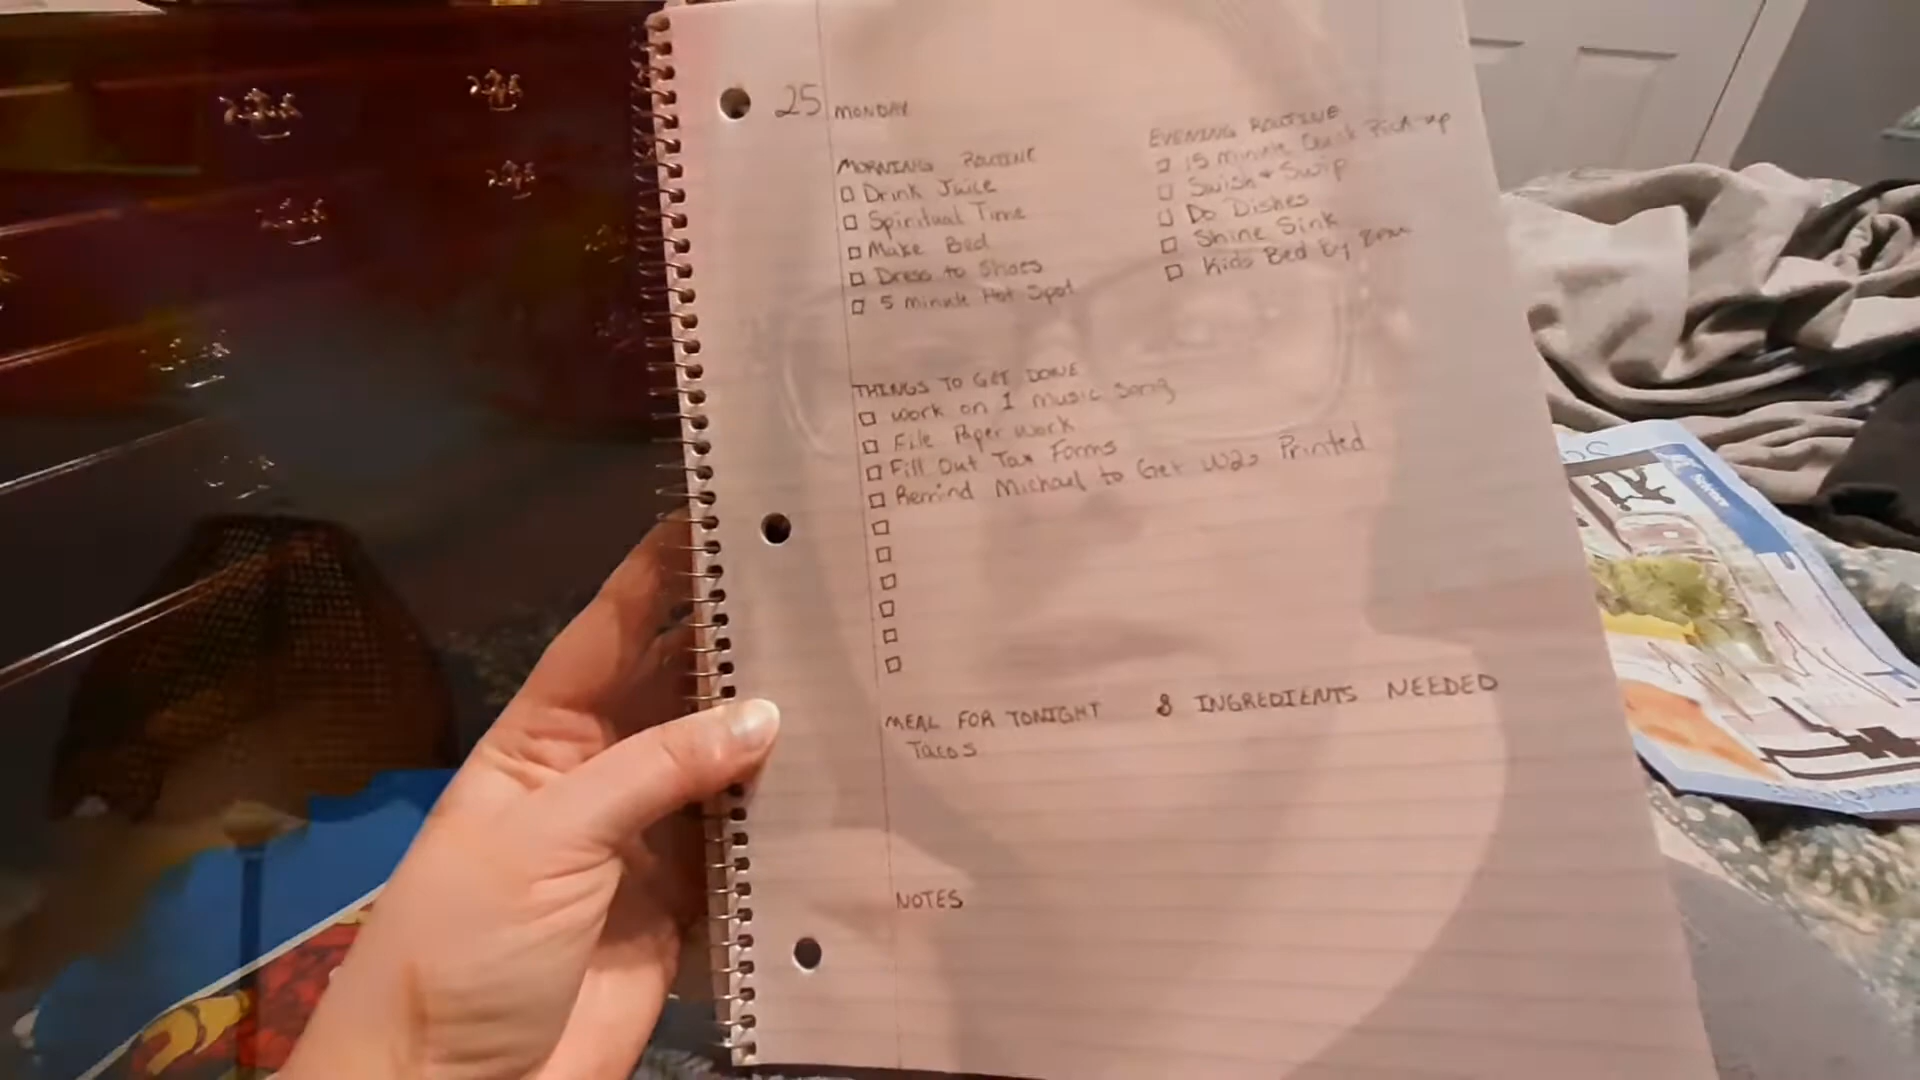 25 MONDAY
MORNING ROUTINE
☐ Drink Juice
☐ Spiritual Time
☐ Make Bed
☐ Dress to Shoes
☐ 5 minute Hot Spot
EVENING ROUTINE
☐ 15 minute Quick Pick-up
☐ Swish & Swip
☐ Do Dishes
☐ Shine Sink
☐ Kids Bed By 8pm
THINGS TO GET DONE
☐ work on 1 music song
☐ File Paper work
☐ Fill Out Tax Forms
☐ Remind Michael to Get W2s Printed
☐
☐
☐
☐
☐
☐
MEAL FOR TONIGHT & INGREDIENTS NEEDED
Tacos
NOTES